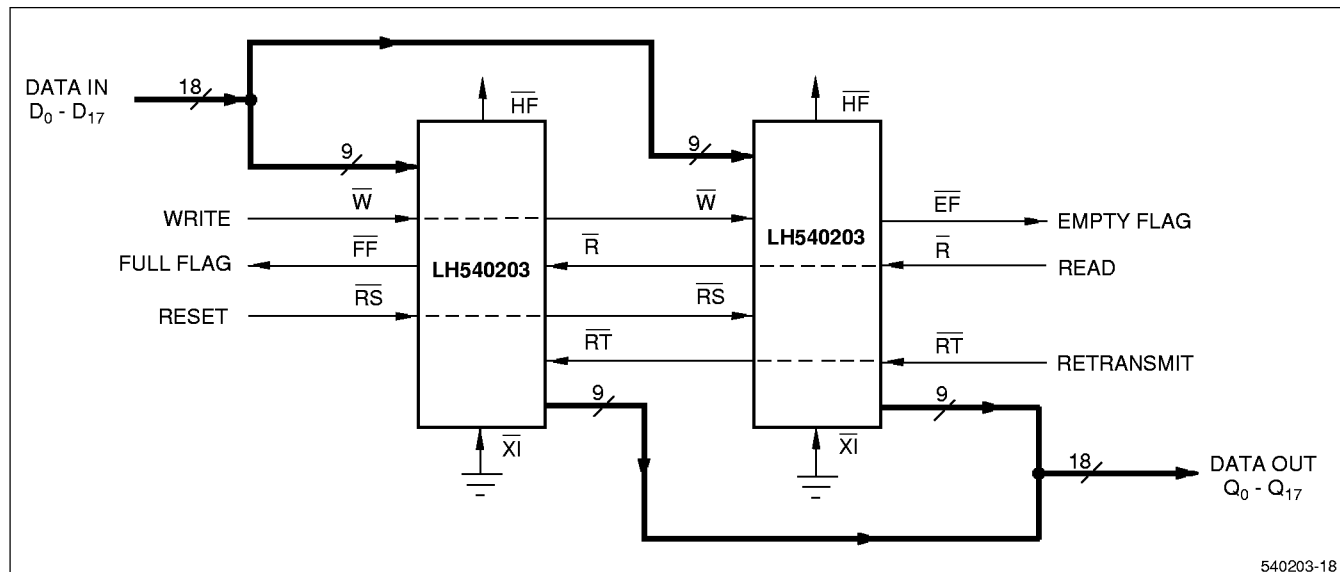 DATA IN
D0 - D17
18
9
9
HF
HF
WRITE
W
W
EF
EMPTY FLAG
FULL FLAG
FF
LH540203
R
LH540203
R
READ
RESET
RS
RS
RT
RT
RETRANSMIT
9
9
XI
XI
18
DATA OUT
Q0 - Q17
540203-18